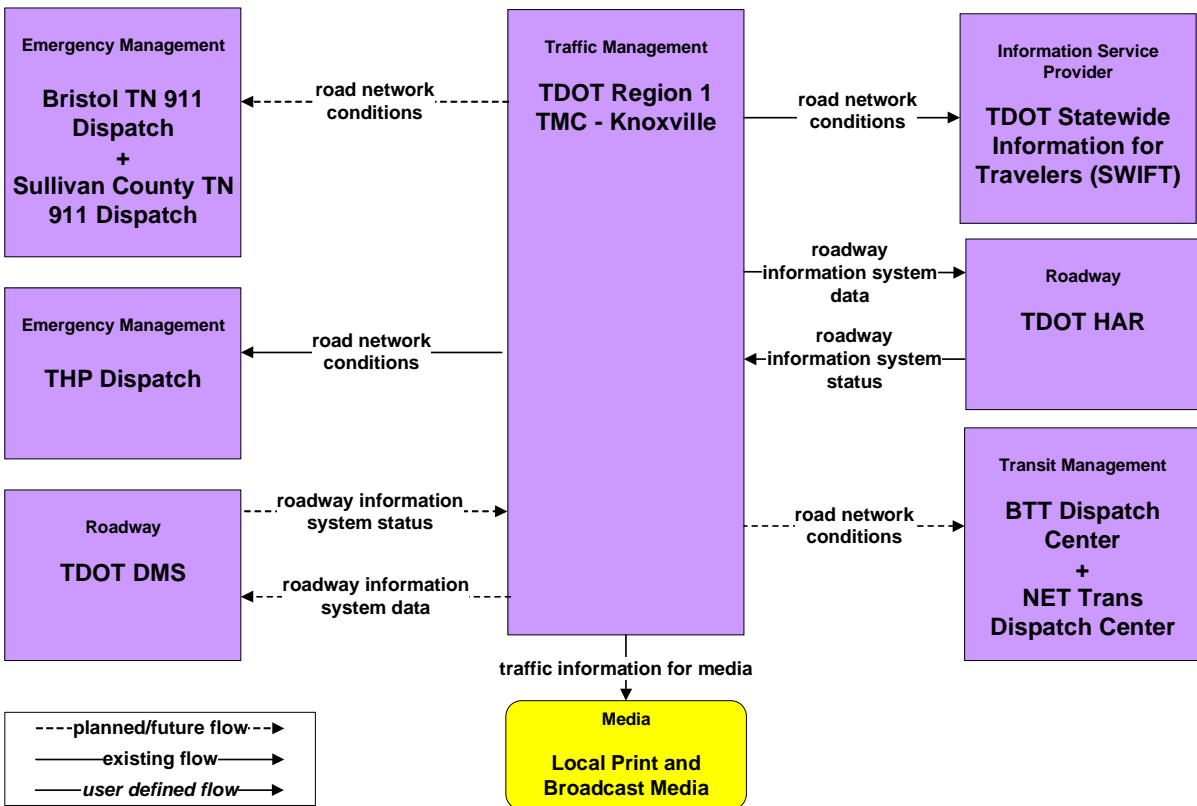 Emergency Management
Bristol TN 911
Dispatch
+
Sullivan County TN
911 Dispatch
road network
conditions
Traffic Management
TDOT Region 1
TMC - Knoxville
road network
conditions
Information Service
Provider
TDOT Statewide
Information for
Travelers (SWIFT)
roadway
information system
data
Roadway
TDOT HAR
roadway
information system
status
Emergency Management
THP Dispatch
road network
conditions
Transit Management
BTT Dispatch
Center
+
NET Trans
Dispatch Center
road network
conditions
Roadway
TDOT DMS
roadway information
system status
roadway information
system data
traffic information for media
Media
Local Print and
Broadcast Media
planned/future flow
existing flow
user defined flow